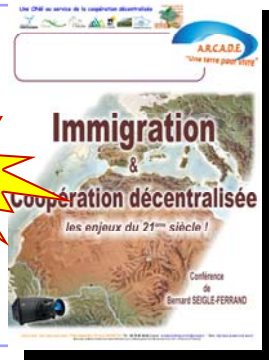 Une ONG au service de la coopération décentralisée
A.R.C.A.D.E.
"Une terre pour vivre"
Immigration
&
Coopération décentralisée
les enjeux du 21ème siècle !
Conférence
de
Bernard SEIGLE-FERRAND